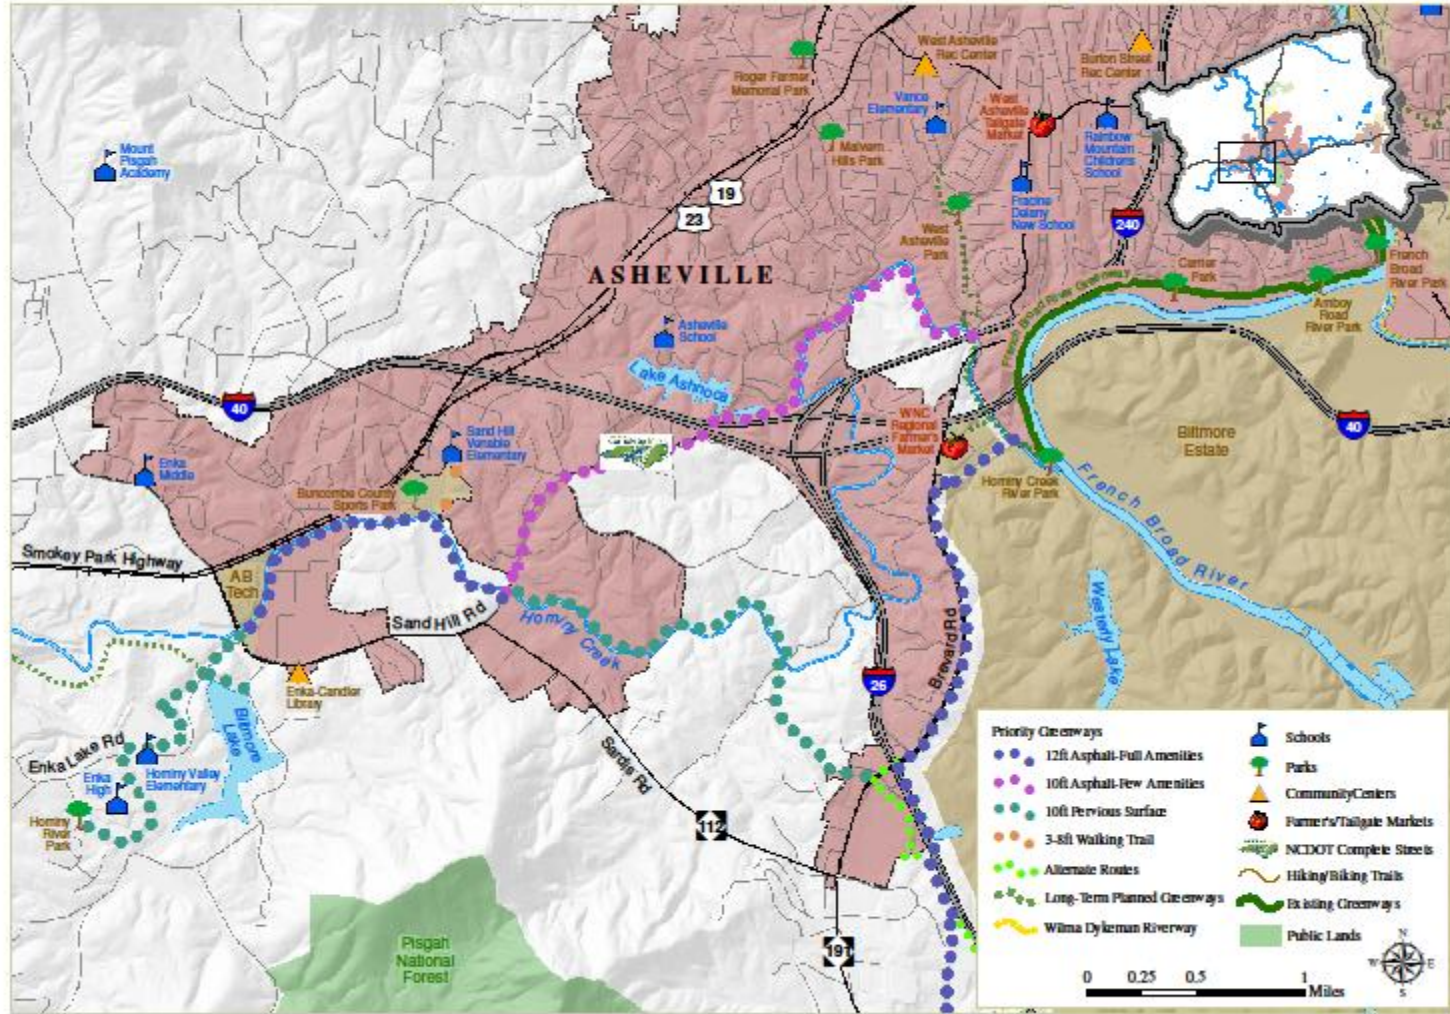 Mount
Pisgah
Academy
Roger Farmer
Memorial Park
West Asheville
Rec Center
Burton Street
Rec Center
Vance
Elementary
West
Asheville
Tailgate
Market
Rainbow
Mountain
Childrens
School
Malvern
Hills Park
Francine
Delany
New School
19
23
240
West
Asheville
Park
ASHEVILLE
French Broad River Greenway
Carrier
Park
French
Broad
River Park
Amboy
Road
River Park
Asheville
School
Lake Ashnoca
40
WNC
Regional
Farmer's
Market
40
Biltmore
Estate
Sand Hill
Venable
Elementary
Enka
Middle
Buncombe County
Sports Park
Hominy Creek
River Park
French Broad River
Smokey Park Highway
AB
Tech
Sand Hill Rd
Hominy Creek
Westerly Lake
Brevard Rd
26
Enka-Candler
Library
Biltmore
Lake
Enka Lake Rd
Enka
High
Hominy Valley
Elementary
Hominy
River
Park
Sardis Rd
112
191
Pisgah
National
Forest
Priority Greenways
12ft Asphalt-Full Amenities
10ft Asphalt-Few Amenities
10ft Pervious Surface
3-8ft Walking Trail
Alternate Routes
Long-Term Planned Greenways
Wilma Dykeman Riverway
Schools
Parks
Community Centers
Farmer's/Tailgate Markets
NCDOT Complete Streets
Hiking/Biking Trails
Existing Greenways
Public Lands
N
W E
S
0 0.25 0.5 1
Miles